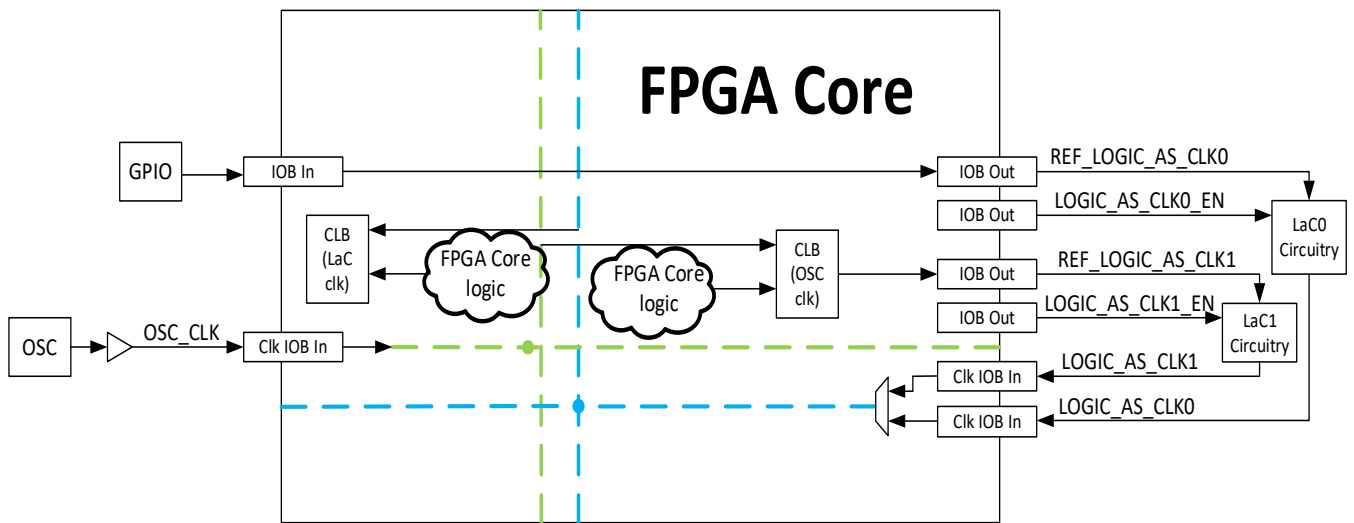 FPGA Core
GPIO
IOB In
IOB Out
REF_LOGIC_AS_CLK0
IOB Out
LOGIC_AS_CLK0_EN
LaC0
Circuitry
CLB
(LaC
clk)
FPGA Core
logic
FPGA Core
logic
CLB
(OSC
clk)
IOB Out
REF_LOGIC_AS_CLK1
IOB Out
LOGIC_AS_CLK1_EN
LaC1
Circuitry
OSC
OSC_CLK
Clk IOB In
Clk IOB In
LOGIC_AS_CLK1
Clk IOB In
LOGIC_AS_CLK0